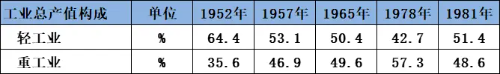 工业总产值构成 单位 1952年 1957年 1965年 1978年 1981年
轻工业 % 64.4 53.1 50.4 42.7 51.4
重工业 % 35.6 46.9 49.6 57.3 48.6